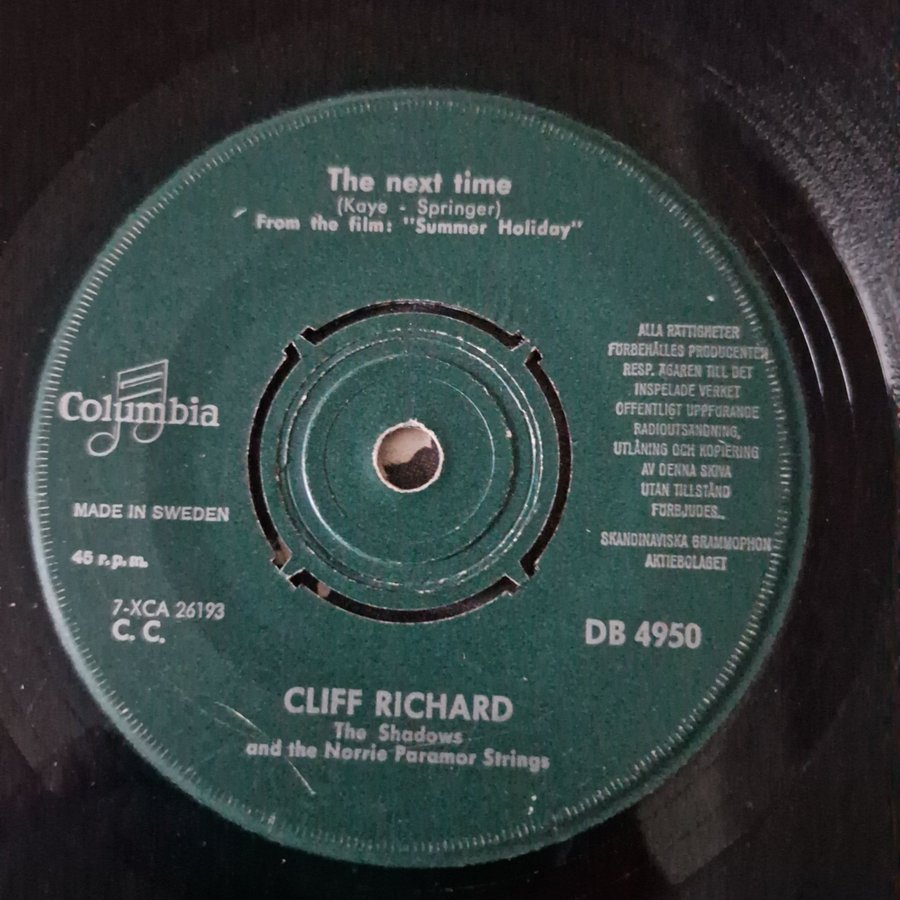 The next time
(Kaye - Springer)
From the film: "Summer Holiday"
Columbia
MADE IN SWEDEN
45 r.p.m.
7-XCA 26193
C. C.
ALLA RÄTTIGHETER
FÖRBEHÅLLES PRODUCENTEN
RESP. ÄGAREN TILL DET
INSPELADE VERKET
OFFENTLIGT UPPFÖRANDE
RADIOUTSÄNDNING,
UTLÅNING OCH KOPIERING
AV DENNA SKIVA
UTAN TILLSTÅND
FÖRBJUDES.
SKANDINAVISKA GRAMMOPHON
AKTIEBOLAGET
DB 4950
CLIFF RICHARD
The Shadows
and the Norrie Paramor Strings